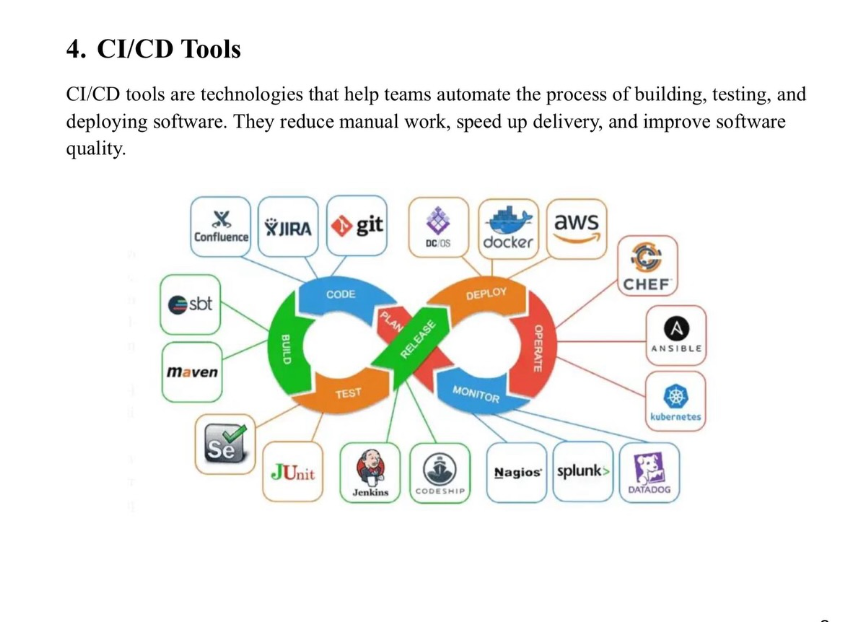 4. CI/CD Tools
CI/CD tools are technologies that help teams automate the process of building, testing, and
deploying software. They reduce manual work, speed up delivery, and improve software
quality.
Confluence
JIRA
git
DC/OS
docker
aws
CHEF
sbt
CODE
PLAN
RELEASE
DEPLOY
OPERATE
ANSIBLE
BUILD
maven
TEST
MONITOR
kubernetes
Se
JUnit
Jenkins
CODESHIP
Nagios
splunk>
DATADOG